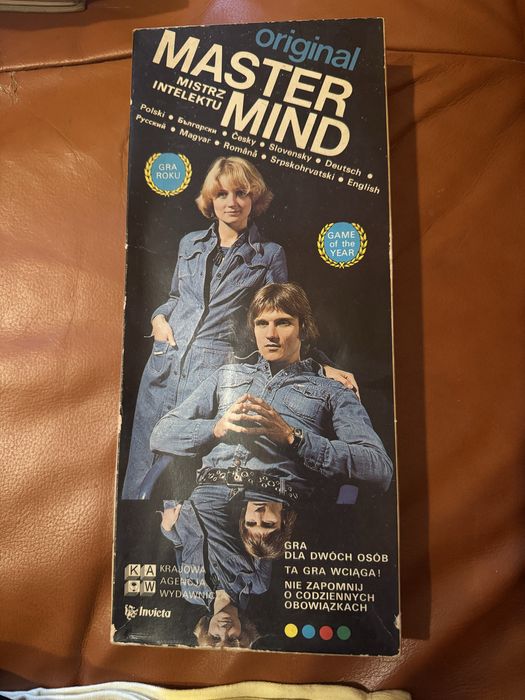 original
MASTER
MIND
MISTRZ
INTELEKTU
Polski • Български • Česky • Slovensky • Deutsch •
Русский • Magyar • Română • Srpskohrvatski • English
GRA
ROKU
GAME
of the
YEAR
GRA
DLA DWÓCH OSÓB
TA GRA WCIĄGA!
NIE ZAPOMNIJ
O CODZIENNYCH
OBOWIĄZKACH
K A
W
KRAJOWA
AGENCJA
WYDAWNICZA
Invicta